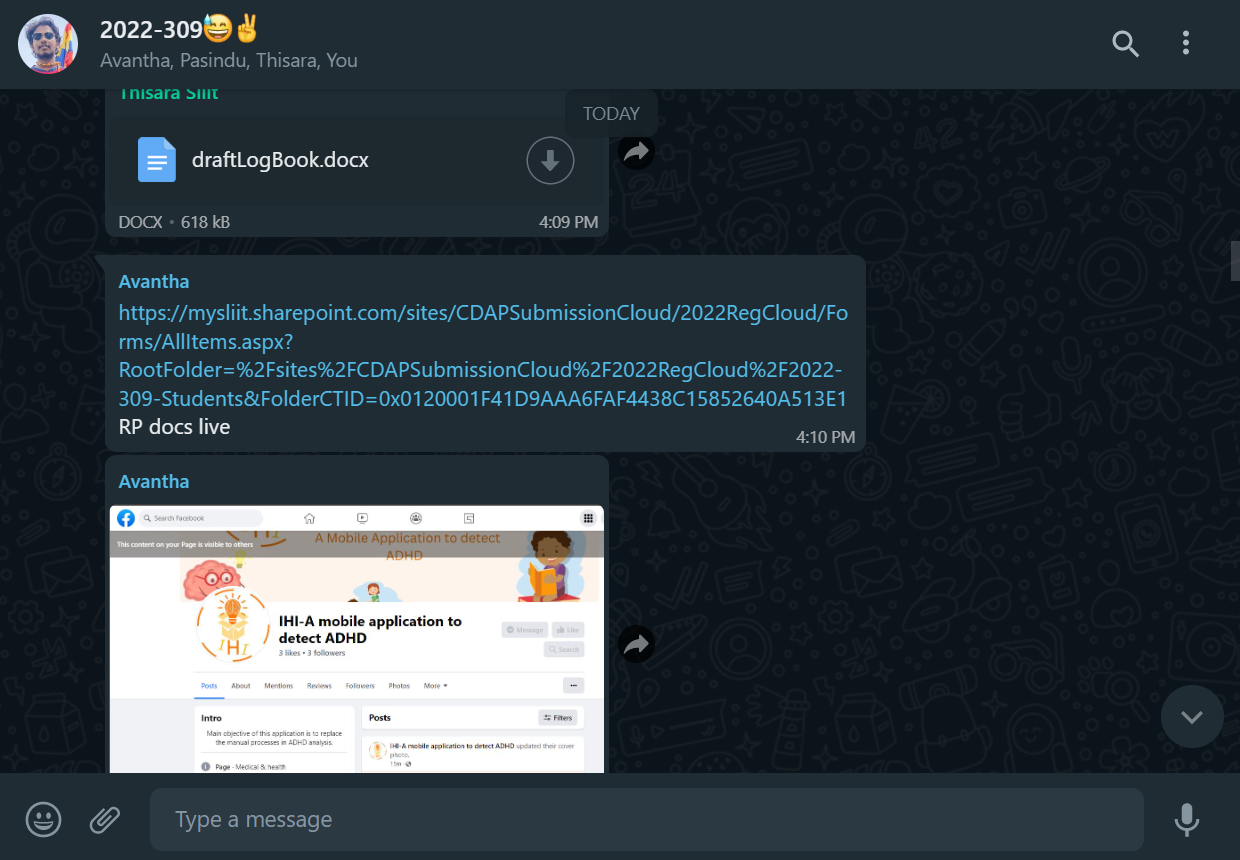 2022-309😅✌
Avantha, Pasindu, Thisara, You
Thisara Sliit
TODAY
draftLogBook.docx
DOCX • 618 kB
4:09 PM
Avantha
https://mysliit.sharepoint.com/sites/CDAPSubmissionCloud/2022RegCloud/Fo
rms/AllItems.aspx?
RootFolder=%2Fsites%2FCDAPSubmissionCloud%2F2022RegCloud%2F2022-
309-Students&FolderCTID=0x0120001F41D9AAA6FAF4438C15852640A513E1
RP docs live
4:10 PM
Avantha
Search Facebook
This content on your Page is visible to others
A Mobile Application to detect
ADHD
IHI
IHI-A mobile application to
detect ADHD
3 likes • 3 followers
Message
Like
Search
Posts About Mentions Reviews Followers Photos More
Intro
Main objective of this application is to replace
the manual processes in ADHD analysis.
Page · Medical & health
Posts
Filters
IHI-A mobile application to detect ADHD updated their cover
photo.
15m
Type a message